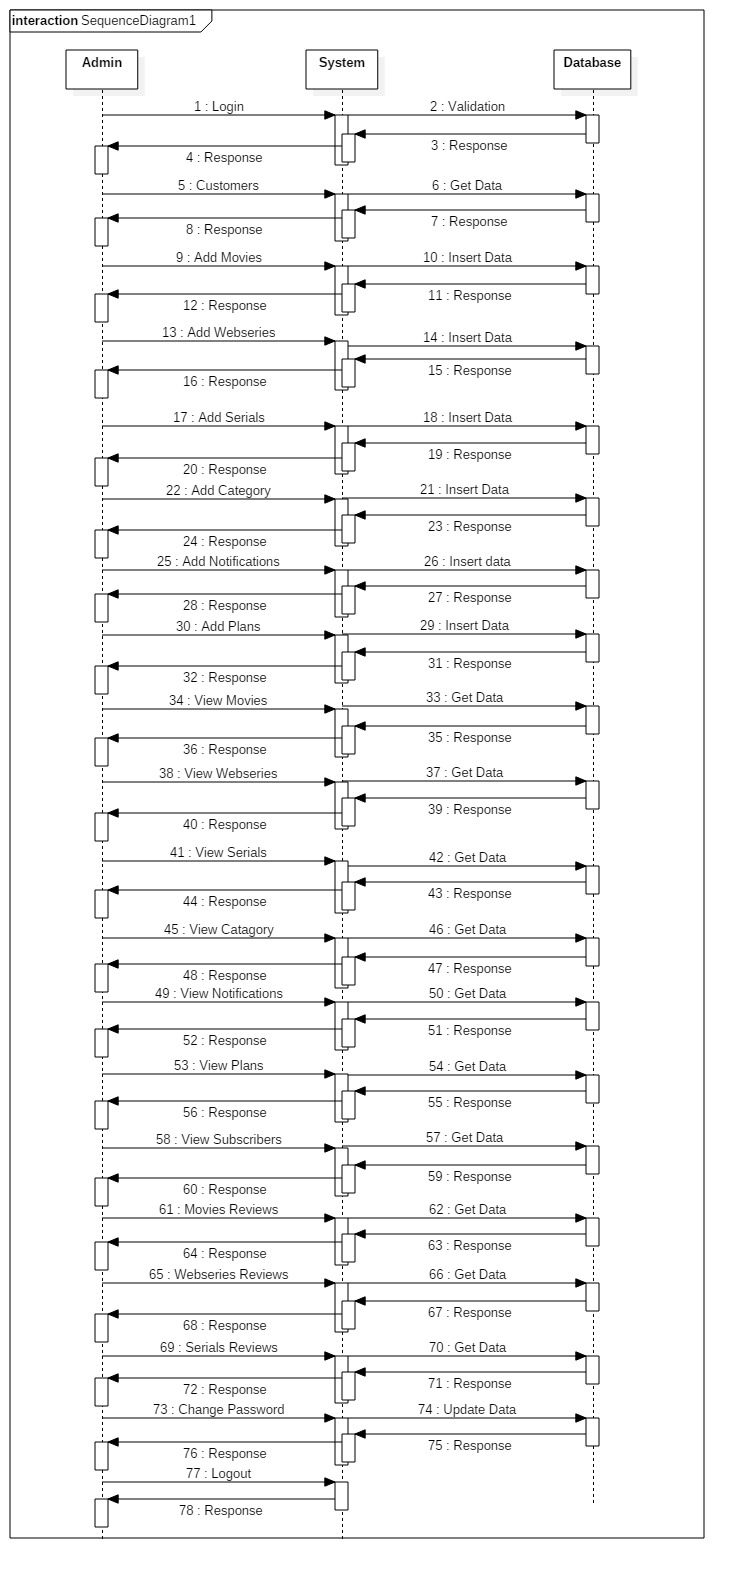 interaction SequenceDiagram1
Admin
System
Database
1 : Login
2 : Validation
3 : Response
4 : Response
5 : Customers
6 : Get Data
7 : Response
8 : Response
9 : Add Movies
10 : Insert Data
11 : Response
12 : Response
13 : Add Webseries
14 : Insert Data
15 : Response
16 : Response
17 : Add Serials
18 : Insert Data
19 : Response
20 : Response
22 : Add Category
21 : Insert Data
23 : Response
24 : Response
25 : Add Notifications
26 : Insert data
27 : Response
28 : Response
30 : Add Plans
29 : Insert Data
31 : Response
32 : Response
34 : View Movies
33 : Get Data
35 : Response
36 : Response
38 : View Webseries
37 : Get Data
39 : Response
40 : Response
41 : View Serials
42 : Get Data
43 : Response
44 : Response
45 : View Catagory
46 : Get Data
47 : Response
48 : Response
49 : View Notifications
50 : Get Data
51 : Response
52 : Response
53 : View Plans
54 : Get Data
55 : Response
56 : Response
58 : View Subscribers
57 : Get Data
59 : Response
60 : Response
61 : Movies Reviews
62 : Get Data
63 : Response
64 : Response
65 : Webseries Reviews
66 : Get Data
67 : Response
68 : Response
69 : Serials Reviews
70 : Get Data
71 : Response
72 : Response
73 : Change Password
74 : Update Data
75 : Response
76 : Response
77 : Logout
78 : Response